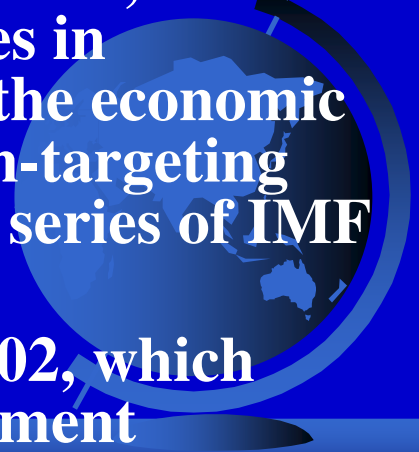 es in
the economic
n-targeting
series of IMF
02, which
ment